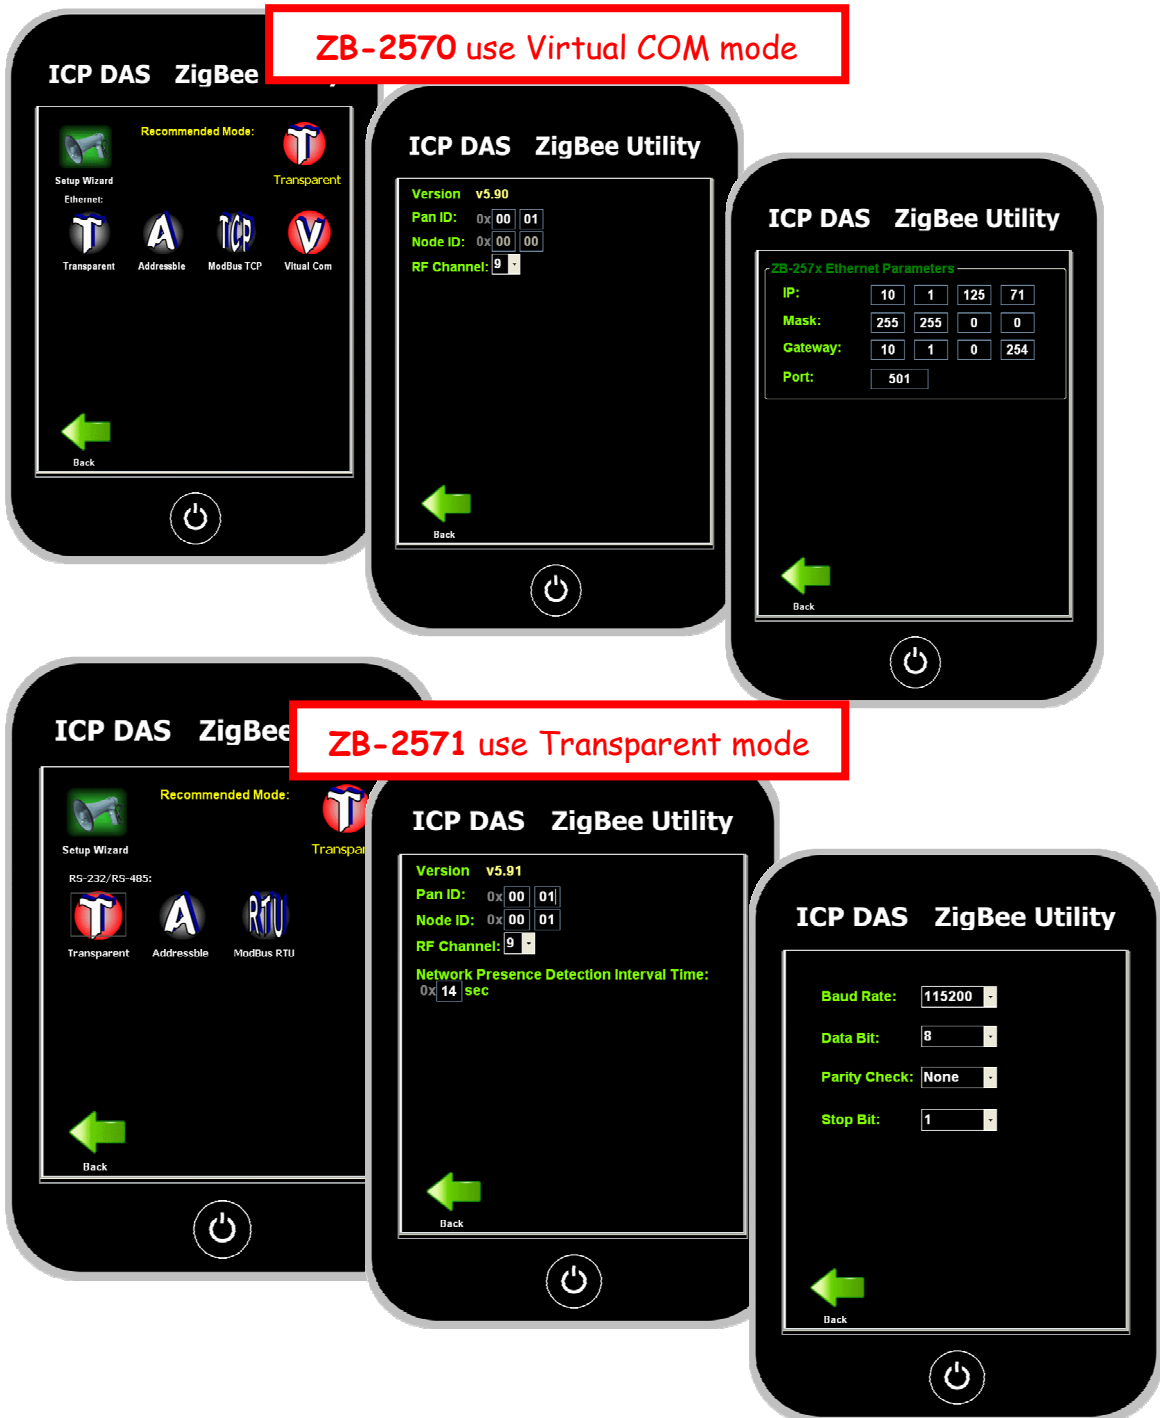 ZB-2570 use Virtual COM mode
ICP DAS ZigBee
Recommended Mode:
Setup Wizard
Transparent
Ethernet:
Transparent Addressble ModBus TCP Vitual Com
Back
ICP DAS ZigBee Utility
Version v5.90
Pan ID: 0x 00 01
Node ID: 0x 00 00
RF Channel: 9
Back
ICP DAS ZigBee Utility
ZB-257x Ethernet Parameters
IP: 10 1 125 71
Mask: 255 255 0 0
Gateway: 10 1 0 254
Port: 501
Back
ZB-2571 use Transparent mode
ICP DAS ZigBee
Recommended Mode:
Setup Wizard
Transpa
RS-232/RS-485:
Transparent Addressble ModBus RTU
Back
ICP DAS ZigBee Utility
Version v5.91
Pan ID: 0x 00 01
Node ID: 0x 00 01
RF Channel: 9
Network Presence Detection Interval Time:
0x 14 sec
Back
ICP DAS ZigBee Utility
Baud Rate: 115200
Data Bit: 8
Parity Check: None
Stop Bit: 1
Back